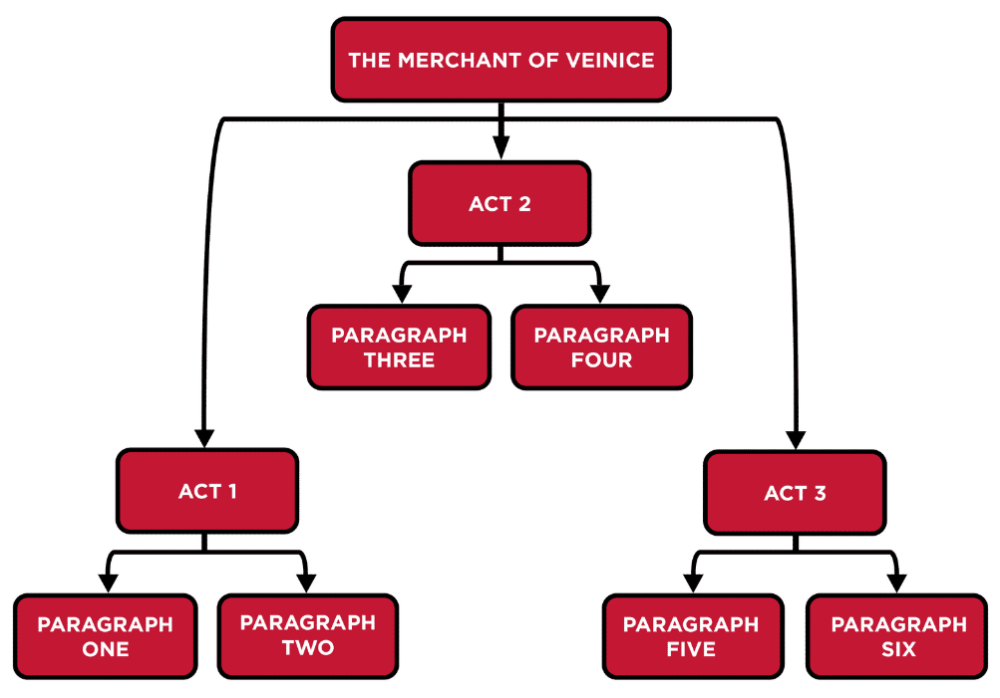 THE MERCHANT OF VEINICE
ACT 2
PARAGRAPH
THREE
PARAGRAPH
FOUR
ACT 1
ACT 3
PARAGRAPH
ONE
PARAGRAPH
TWO
PARAGRAPH
FIVE
PARAGRAPH
SIX